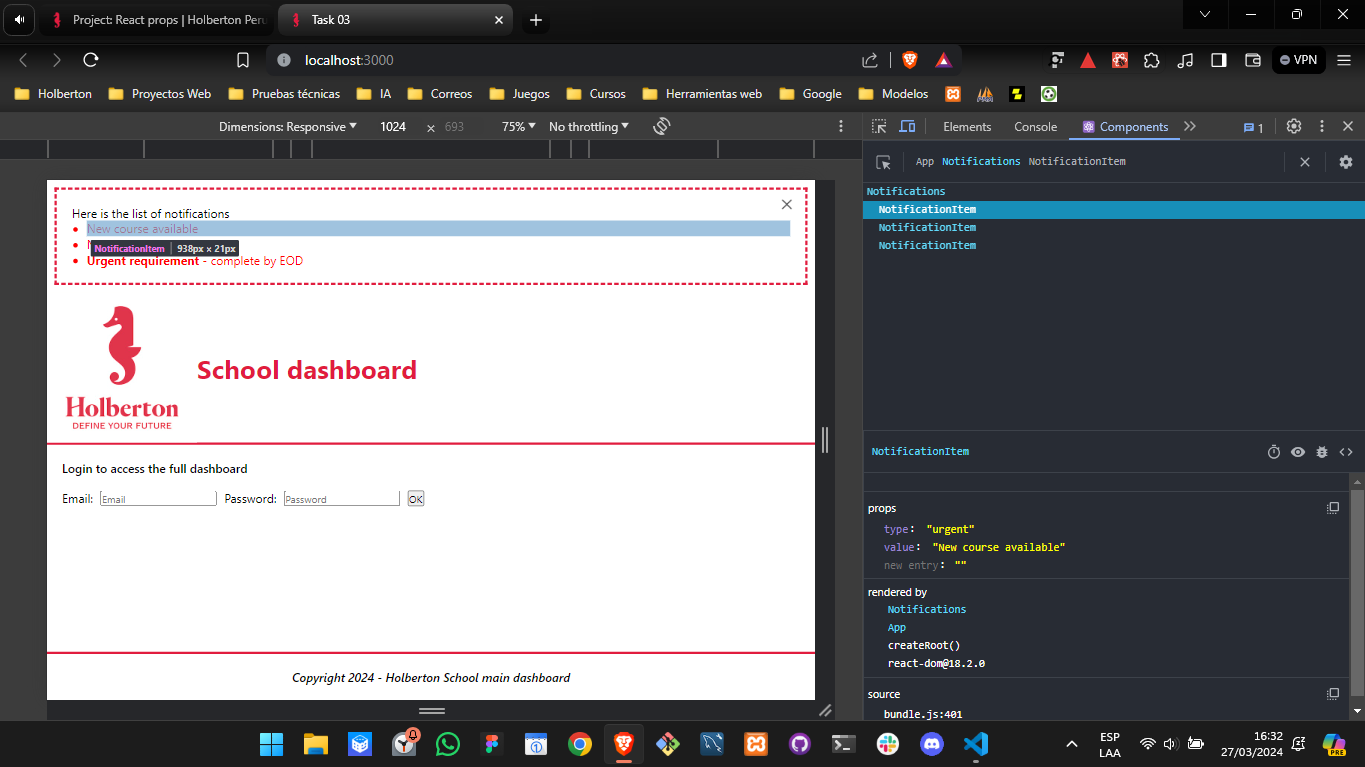 Project: React props | Holberton Peru
Task 03
localhost:3000
VPN
Holberton
Proyectos Web
Pruebas técnicas
IA
Correos
Juegos
Cursos
Herramientas web
Google
Modelos
Dimensions: Responsive
1024
×
693
75%
No throttling
Elements
Console
Components
1
App
Notifications
NotificationItem
Notifications
NotificationItem
NotificationItem
NotificationItem
Here is the list of notifications
New course available
NotificationItem | 938px × 21px
Urgent requirement - complete by EOD
Holberton
DEFINE YOUR FUTURE
School dashboard
Login to access the full dashboard
Email:
Email
Password:
Password
OK
Copyright 2024 - Holberton School main dashboard
NotificationItem
props
type: "urgent"
value: "New course available"
new entry: ""
rendered by
Notifications
App
createRoot()
react-dom@18.2.0
source
bundle.js:401
ESP
LAA
16:32
27/03/2024
PRE